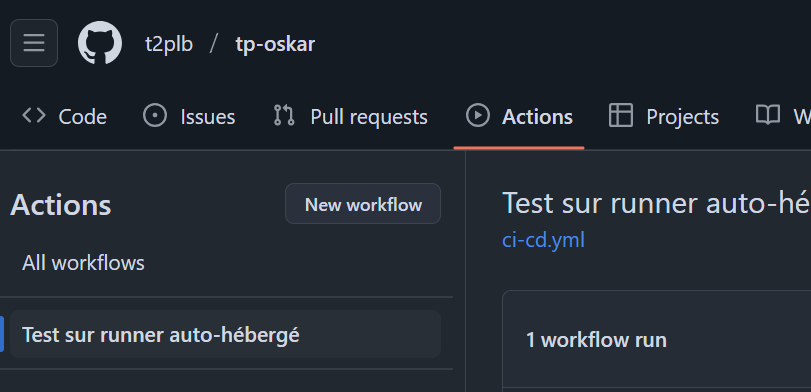 t2plb / tp-oskar
Code Issues Pull requests Actions Projects W
Actions
New workflow
All workflows
Test sur runner auto-hébergé
Test sur runner auto-hé
ci-cd.yml
1 workflow run